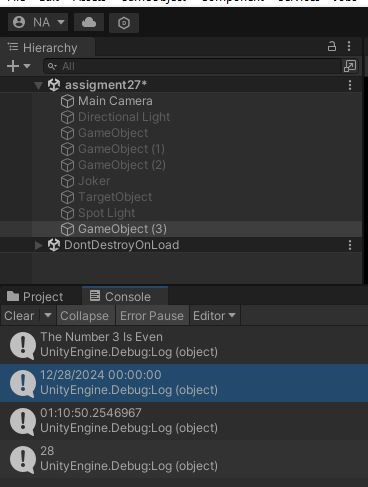 NA
Hierarchy
All
assigment27*
Main Camera
Directional Light
GameObject
GameObject (1)
GameObject (2)
Joker
TargetObject
Spot Light
GameObject (3)
DontDestroyOnLoad
Project Console
Clear Collapse Error Pause Editor
The Number 3 Is Even
UnityEngine.Debug:Log (object)
12/28/2024 00:00:00
UnityEngine.Debug:Log (object)
01:10:50.2546967
UnityEngine.Debug:Log (object)
28
UnityEngine.Debug:Log (object)